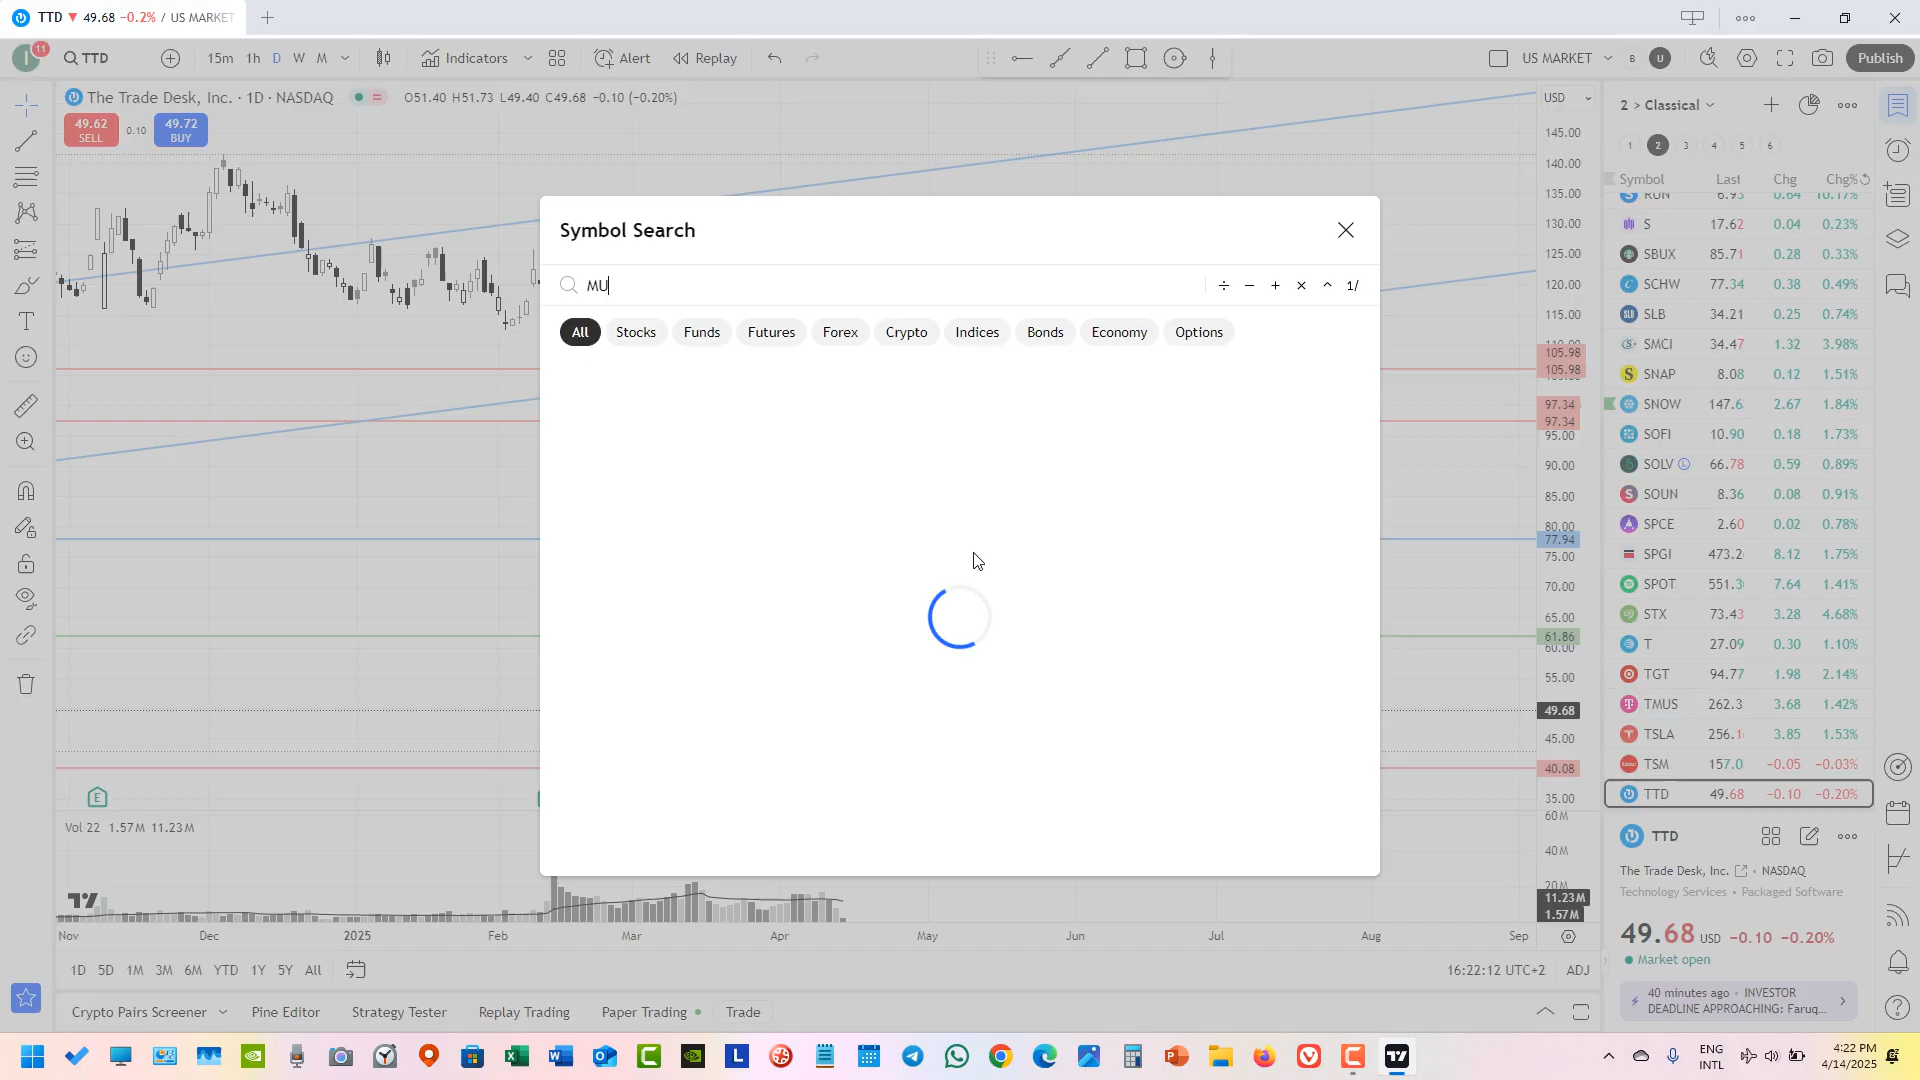 TTD ▼ 49.68 −0.2% / US MARKET
11
TTD
15m 1h D W M
Indicators
Alert
Replay
US MARKET
B
U
Publish
The Trade Desk, Inc. · 1D · NASDAQ
O51.40 H51.73 L49.40 C49.68 −0.10 (−0.20%)
49.62
SELL
0.10
49.72
BUY
USD
145.00
140.00
135.00
130.00
125.00
120.00
115.00
105.98
105.98
97.34
97.34
95.00
90.00
85.00
80.00
77.94
75.00
70.00
65.00
61.86
60.00
55.00
49.68
45.00
40.08
35.00
60M
40M
20M
11.23M
1.57M
Symbol Search
MU
÷ − + × ^ 1/
All Stocks Funds Futures Forex Crypto Indices Bonds Economy Options
E
Vol 22 1.57M 11.23M
Nov Dec 2025 Feb Mar Apr May Jun Jul Aug Sep
1D 5D 1M 3M 6M YTD 1Y 5Y All
16:22:12 UTC+2 ADJ
Crypto Pairs Screener Pine Editor Strategy Tester Replay Trading Paper Trading Trade
2 > Classical
1 2 3 4 5 6
Symbol Last Chg Chg%
RUN 6.93 0.64 10.17%
S 17.62 0.04 0.23%
SBUX 85.71 0.28 0.33%
SCHW 77.34 0.38 0.49%
SLB 34.21 0.25 0.74%
SMCI 34.47 1.32 3.98%
SNAP 8.08 0.12 1.51%
SNOW 147.6 2.67 1.84%
SOFI 10.90 0.18 1.73%
SOLV L 66.78 0.59 0.89%
SOUN 8.36 0.08 0.91%
SPCE 2.60 0.02 0.78%
SPGI 473.2 8.12 1.75%
SPOT 551.3 7.64 1.41%
STX 73.43 3.28 4.68%
T 27.09 0.30 1.10%
TGT 94.77 1.98 2.14%
TMUS 262.3 3.68 1.42%
TSLA 256.1 3.85 1.53%
TSM 157.0 −0.05 −0.03%
TTD 49.68 −0.10 −0.20%
TTD
The Trade Desk, Inc. • NASDAQ
Technology Services • Packaged Software
49.68 USD −0.10 −0.20%
Market open
40 minutes ago • INVESTOR
DEADLINE APPROACHING: Faruq...
ENG
INTL
4:22 PM
4/14/2025